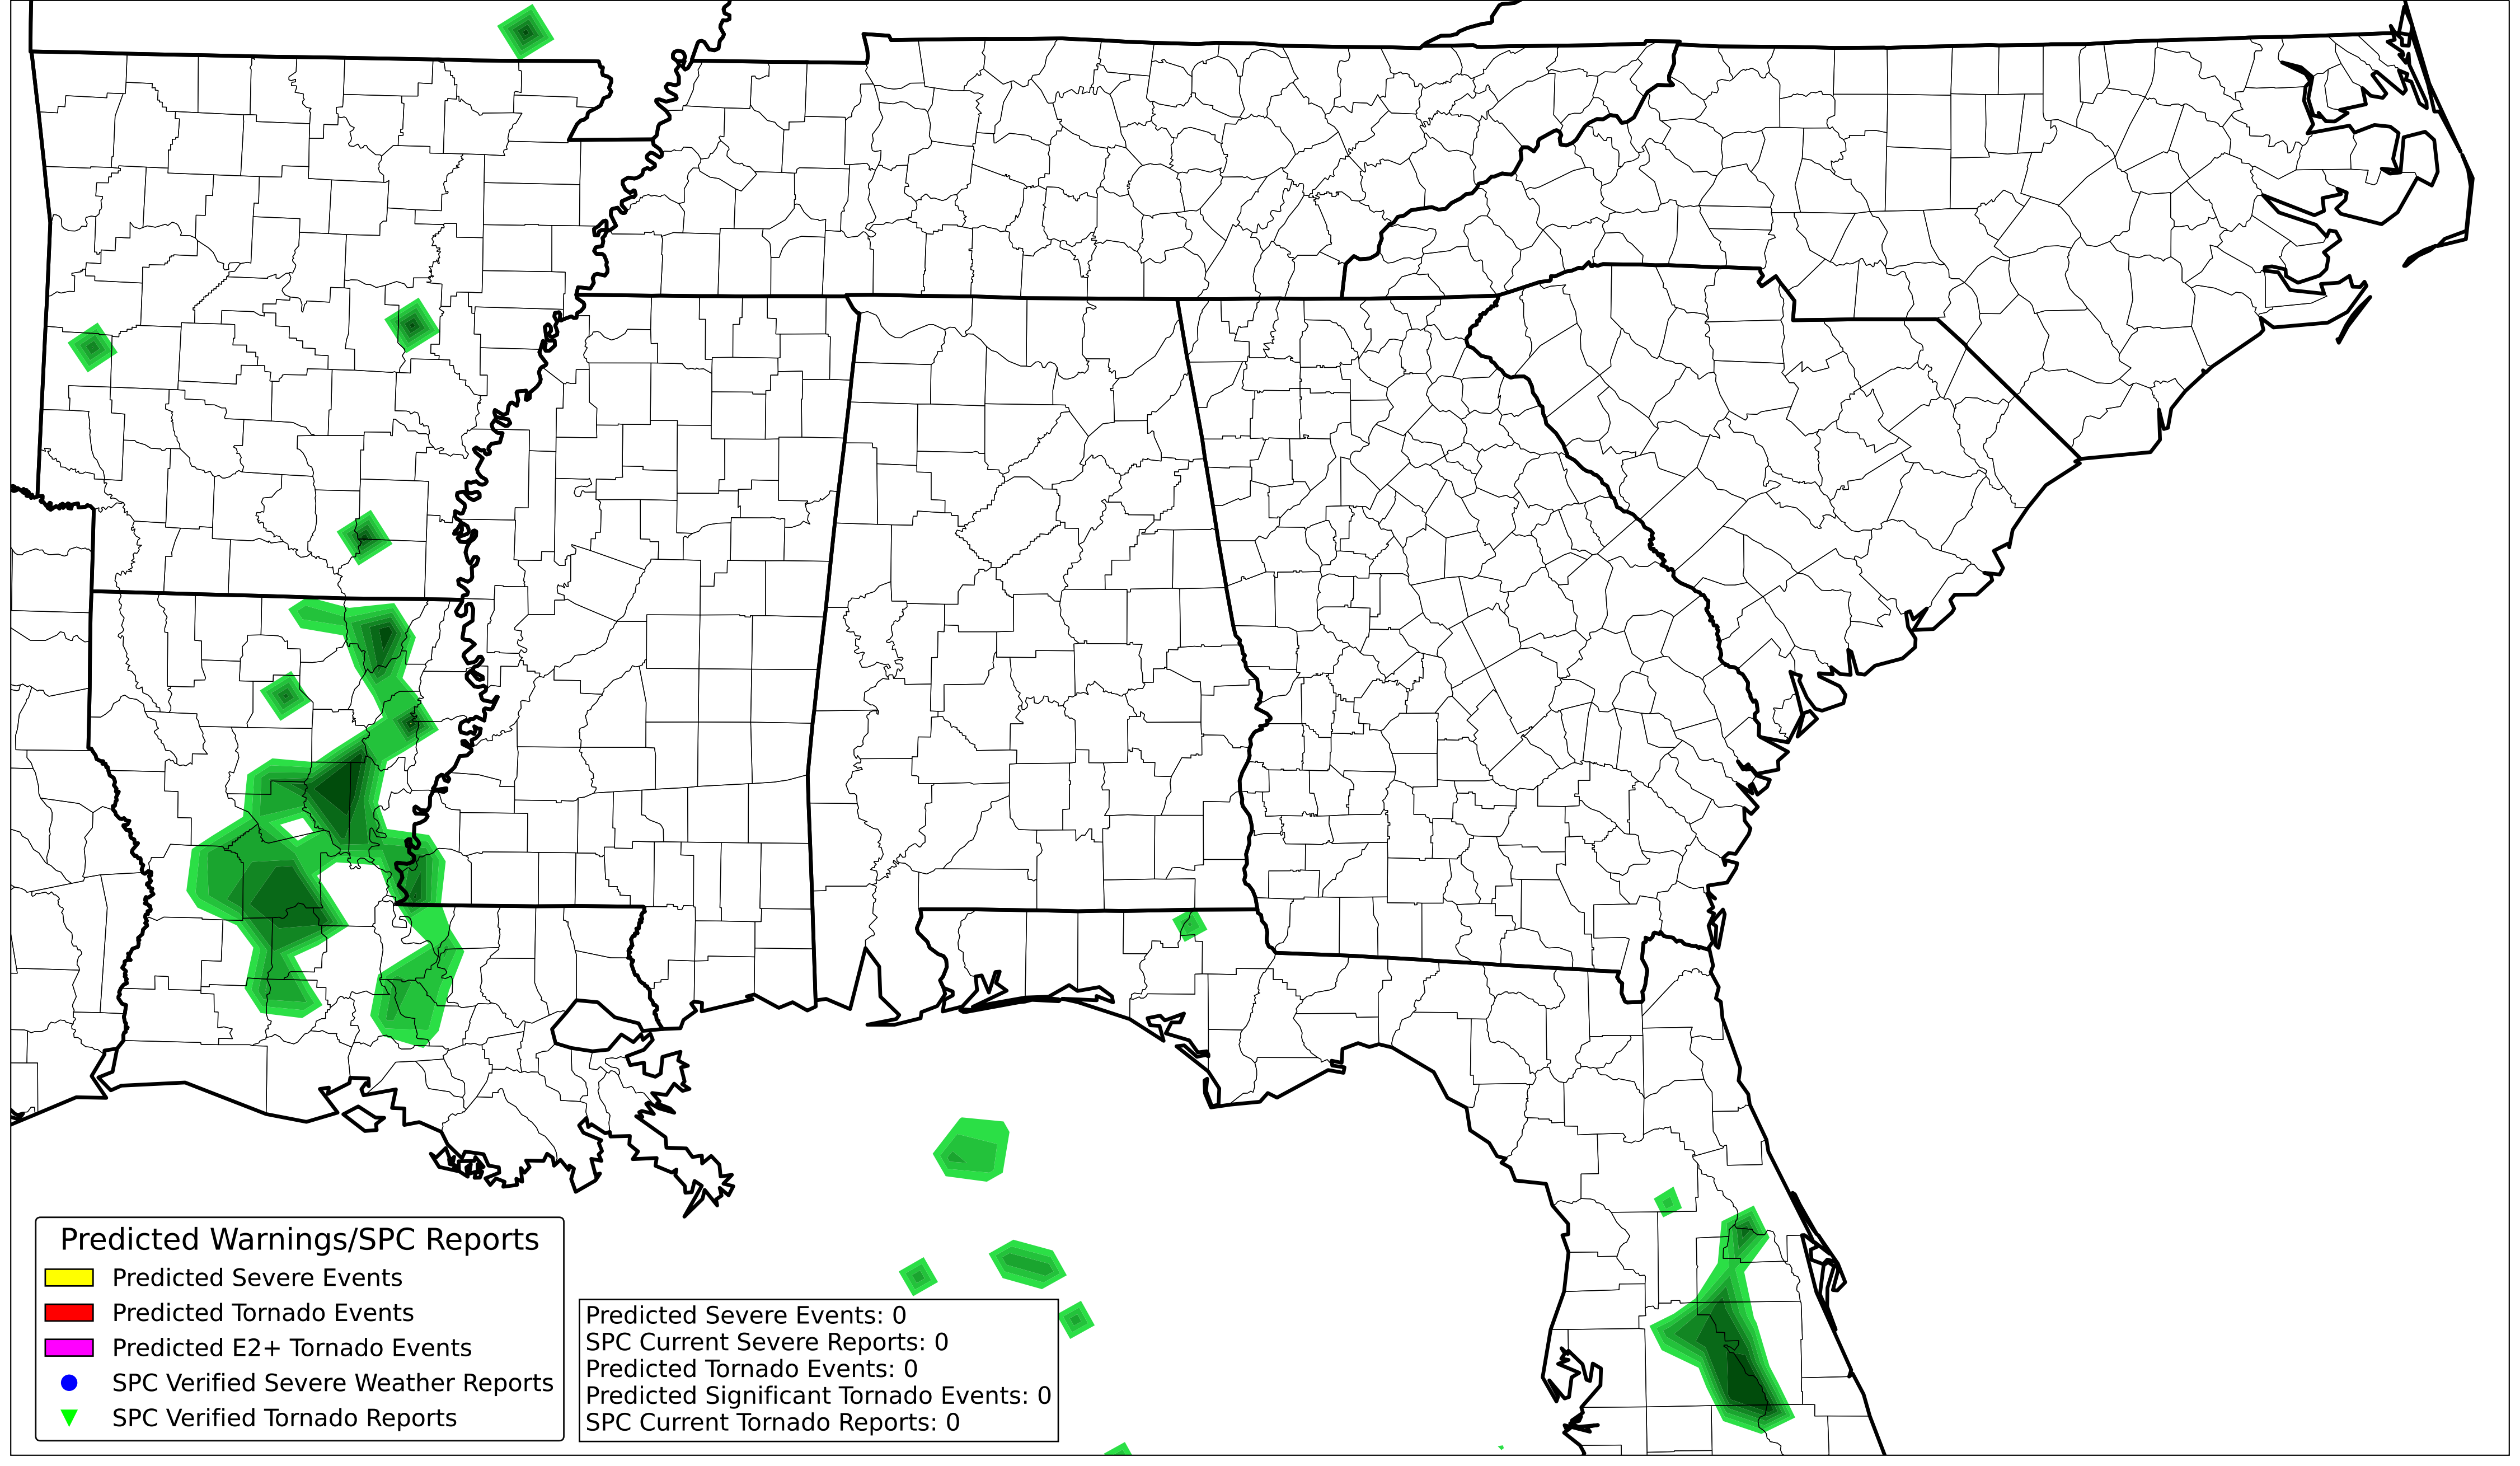 Predicted Warnings/SPC Reports
Predicted Severe Events
Predicted Tornado Events
Predicted E2+ Tornado Events
SPC Verified Severe Weather Reports
SPC Verified Tornado Reports
Predicted Severe Events: 0
SPC Current Severe Reports: 0
Predicted Tornado Events: 0
Predicted Significant Tornado Events: 0
SPC Current Tornado Reports: 0